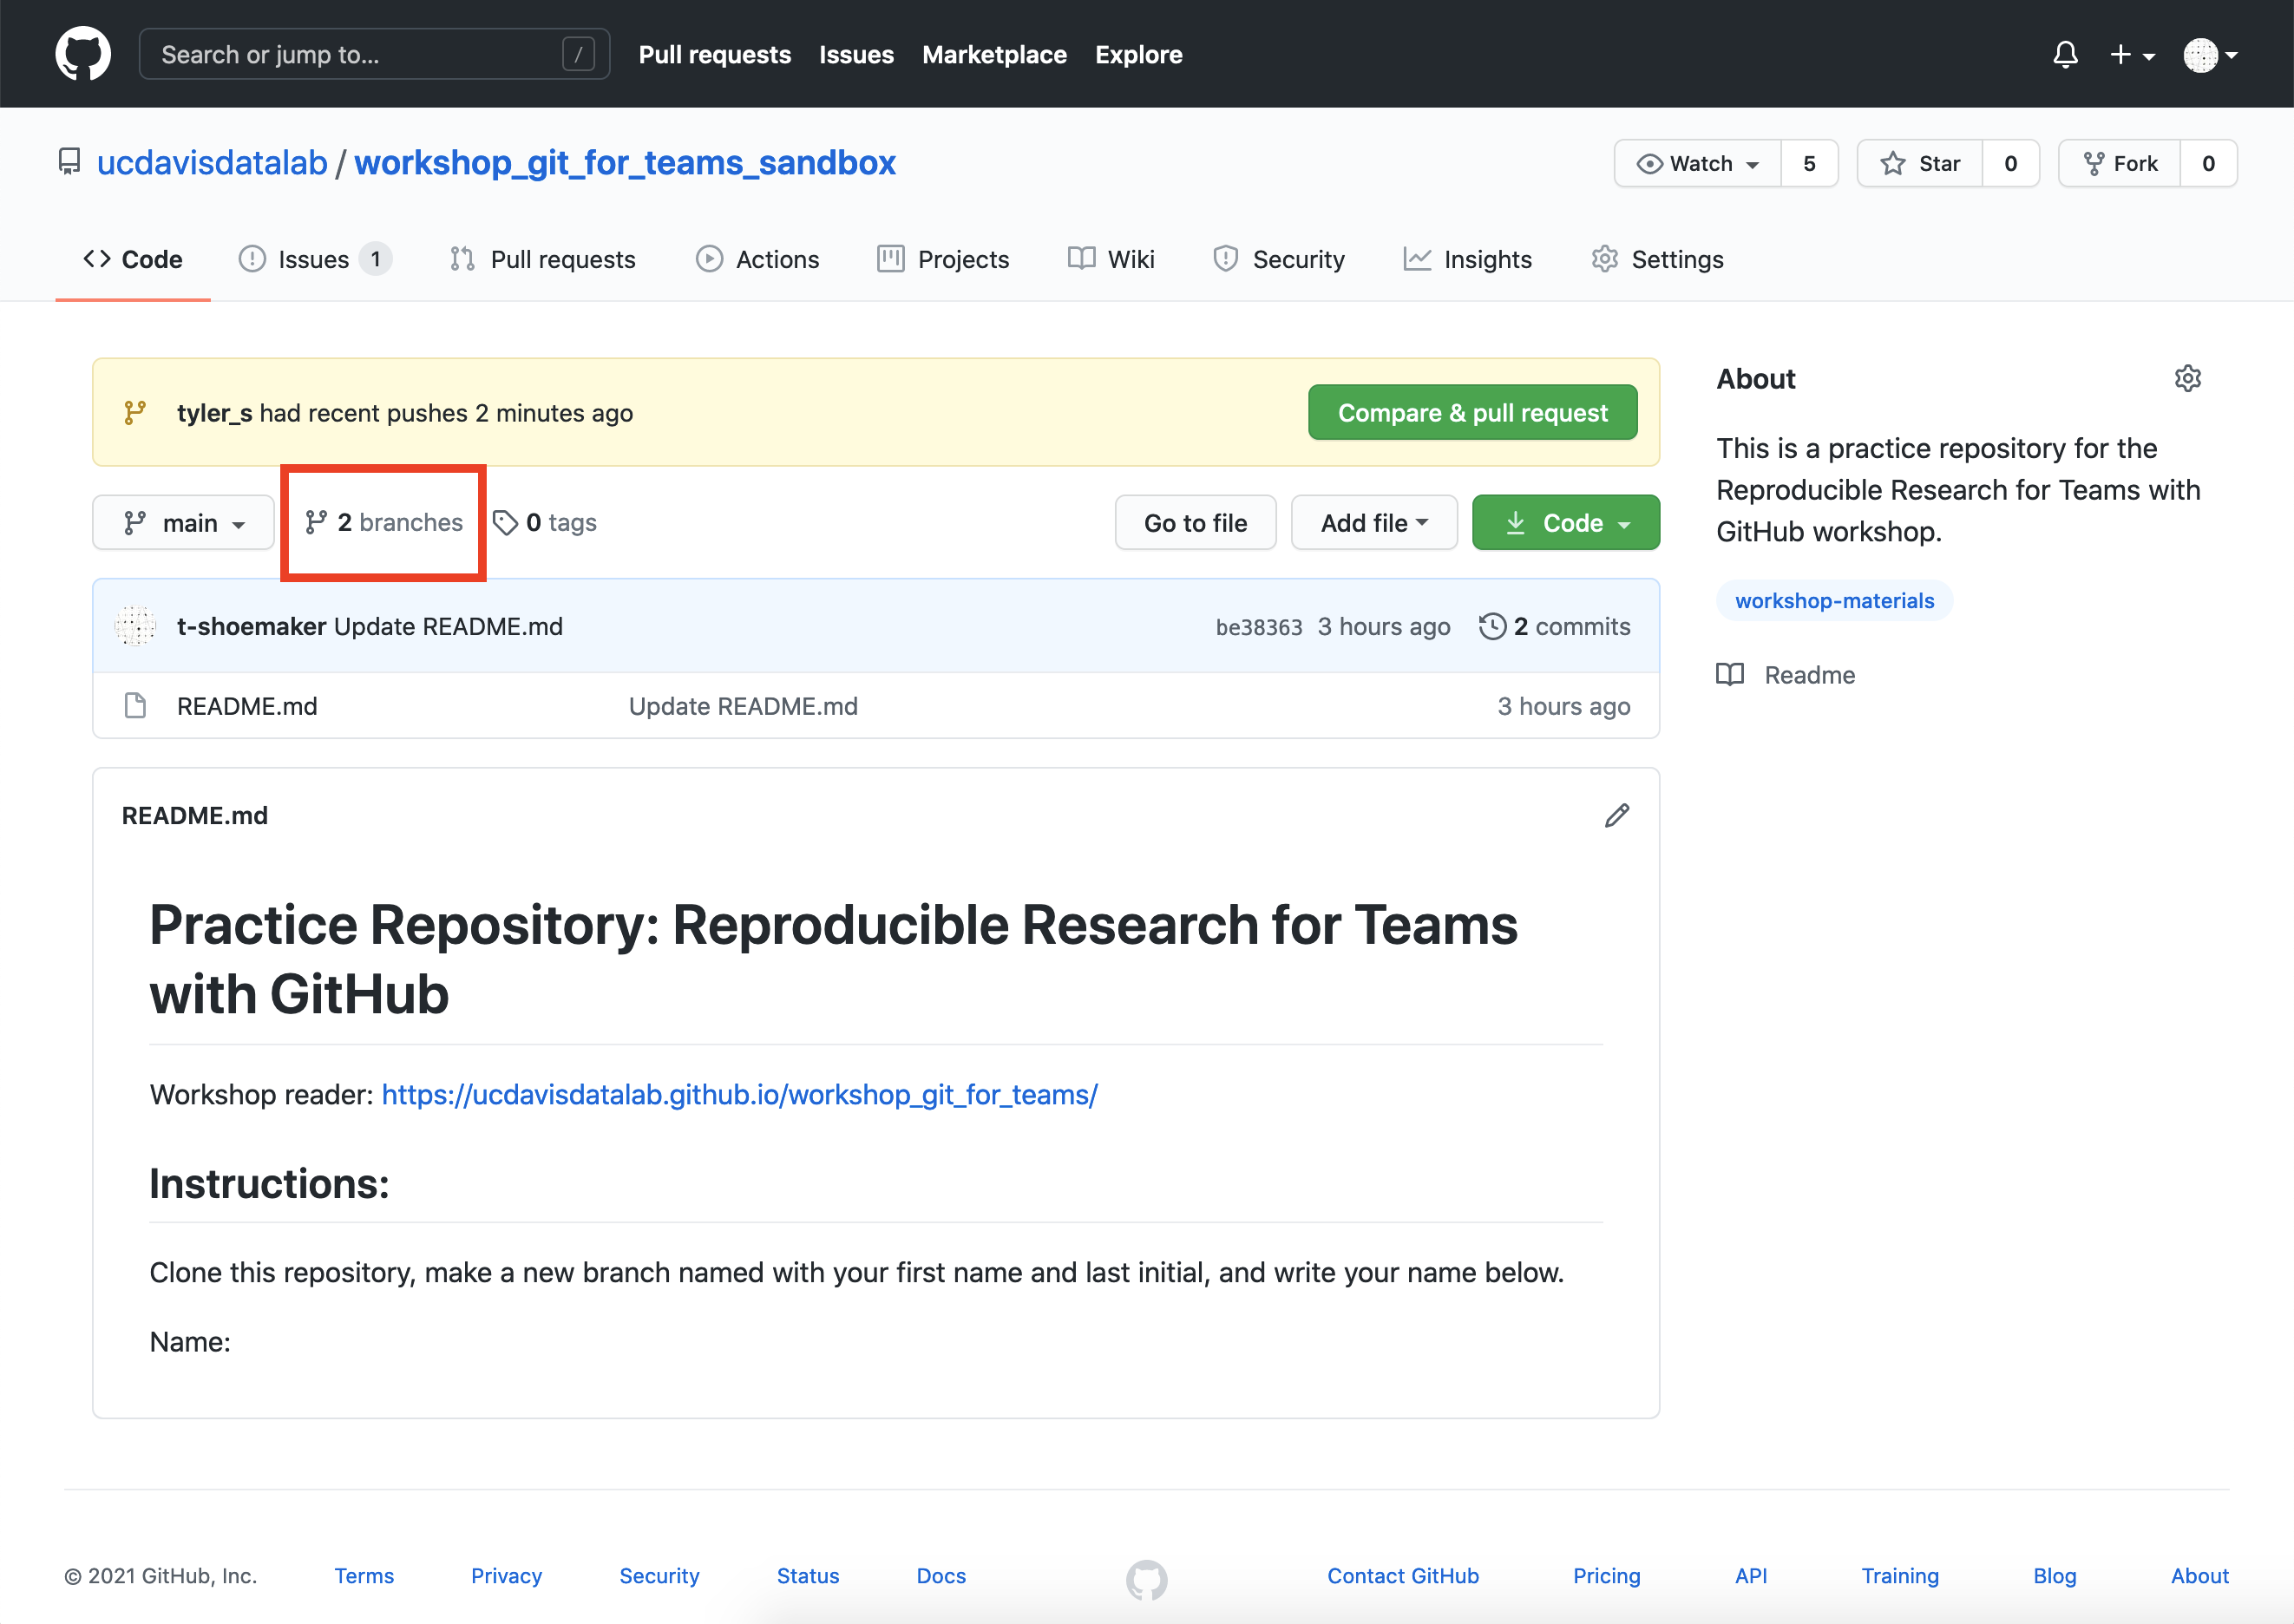 Search or jump to... / Pull requests Issues Marketplace Explore
ucdavisdatalab / workshop_git_for_teams_sandbox Watch 5 Star 0 Fork 0
Code Issues 1 Pull requests Actions Projects Wiki Security Insights Settings
tyler_s had recent pushes 2 minutes ago Compare & pull request
main 2 branches 0 tags Go to file Add file Code
t-shoemaker Update README.md be38363 3 hours ago 2 commits
README.md Update README.md 3 hours ago
About
This is a practice repository for the
Reproducible Research for Teams with
GitHub workshop.
workshop-materials
Readme
README.md
Practice Repository: Reproducible Research for Teams
with GitHub
Workshop reader: https://ucdavisdatalab.github.io/workshop_git_for_teams/
Instructions:
Clone this repository, make a new branch named with your first name and last initial, and write your name below.
Name:
© 2021 GitHub, Inc. Terms Privacy Security Status Docs Contact GitHub Pricing API Training Blog About